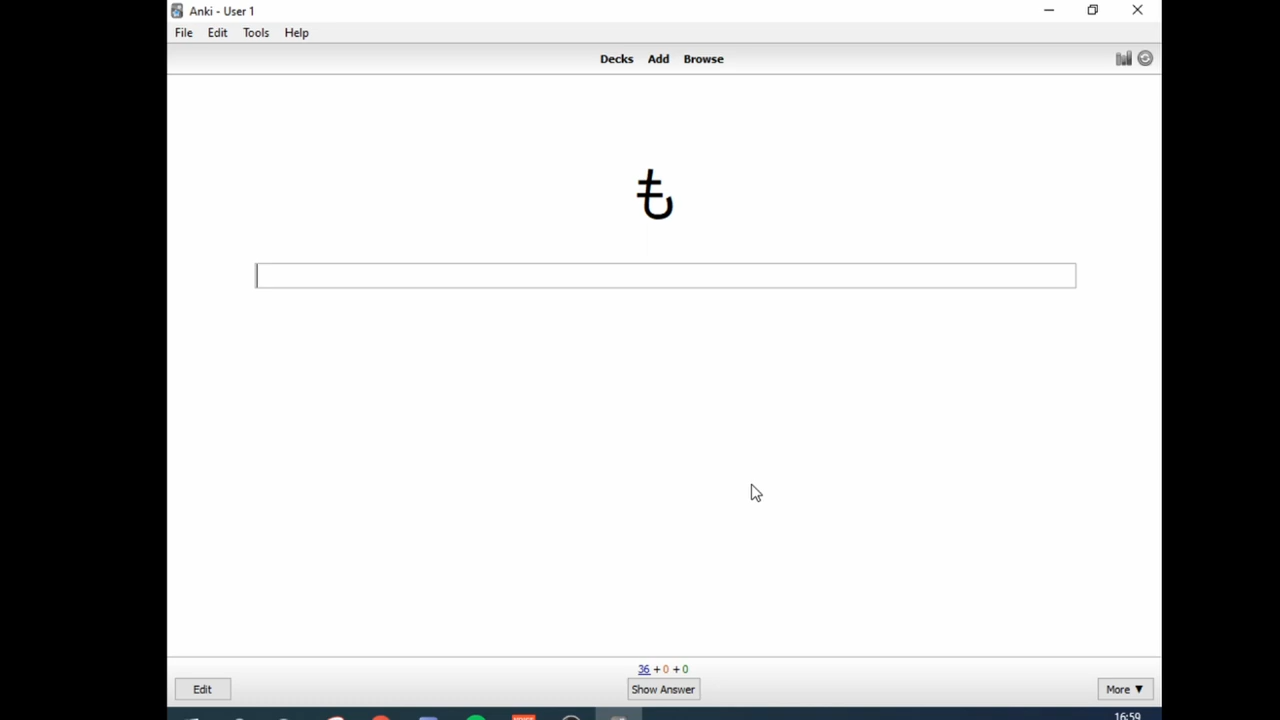 Anki - User 1
File Edit Tools Help
Decks Add Browse
も
36 + 0 + 0
Edit Show Answer More ▼
16:59